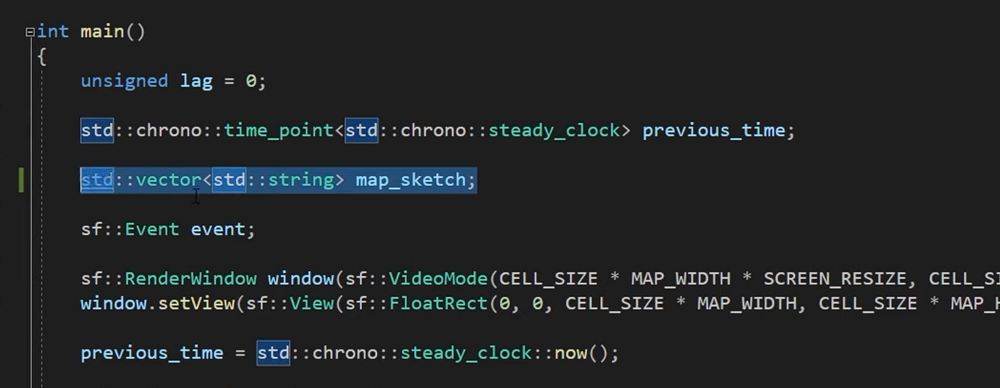 int main()
{
unsigned lag = 0;
std::chrono::time_point<std::chrono::steady_clock> previous_time;
std::vector<std::string> map_sketch;
sf::Event event;
sf::RenderWindow window(sf::VideoMode(CELL_SIZE * MAP_WIDTH * SCREEN_RESIZE, CELL_SI
window.setView(sf::View(sf::FloatRect(0, 0, CELL_SIZE * MAP_WIDTH, CELL_SIZE * MAP_H
previous_time = std::chrono::steady_clock::now();